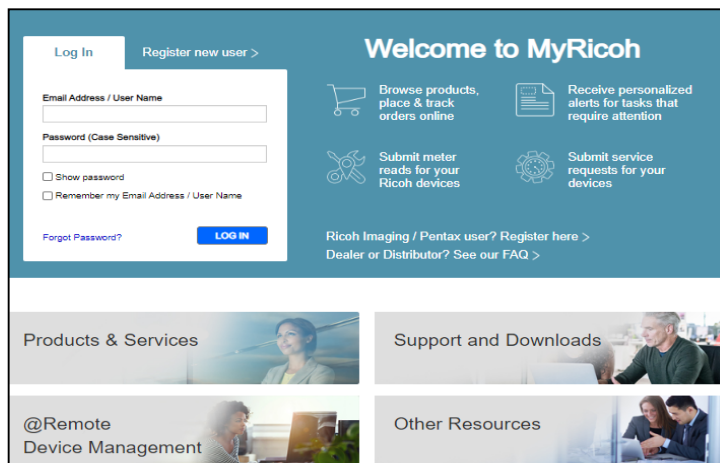 Log In
Register new user >
Email Address / User Name
Password (Case Sensitive)
Show password
Remember my Email Address / User Name
Forgot Password?
LOG IN
Welcome to MyRicoh
Browse products,
place & track
orders online
Receive personalized
alerts for tasks that
require attention
Submit meter
reads for your
Ricoh devices
Submit service
requests for your
devices
Ricoh Imaging / Pentax user? Register here >
Dealer or Distributor? See our FAQ >
Products & Services
Support and Downloads
@Remote
Device Management
Other Resources